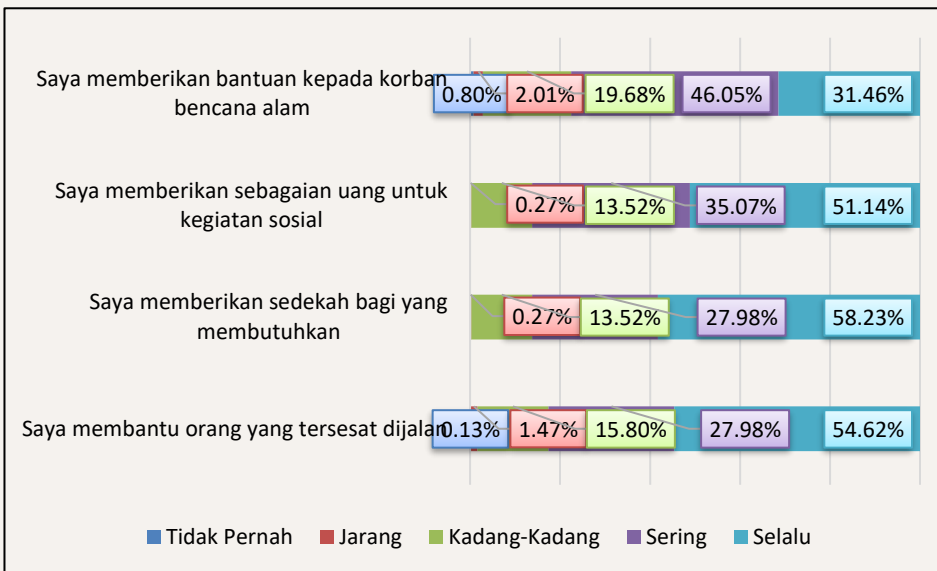 Saya memberikan bantuan kepada korban
bencana alam
0.80% 2.01% 19.68% 46.05% 31.46%
Saya memberikan sebagaian uang untuk
kegiatan sosial
0.27% 13.52% 35.07% 51.14%
Saya memberikan sedekah bagi yang
membutuhkan
0.27% 13.52% 27.98% 58.23%
Saya membantu orang yang tersesat dijalan
0.13% 1.47% 15.80% 27.98% 54.62%
Tidak Pernah Jarang Kadang-Kadang Sering Selalu